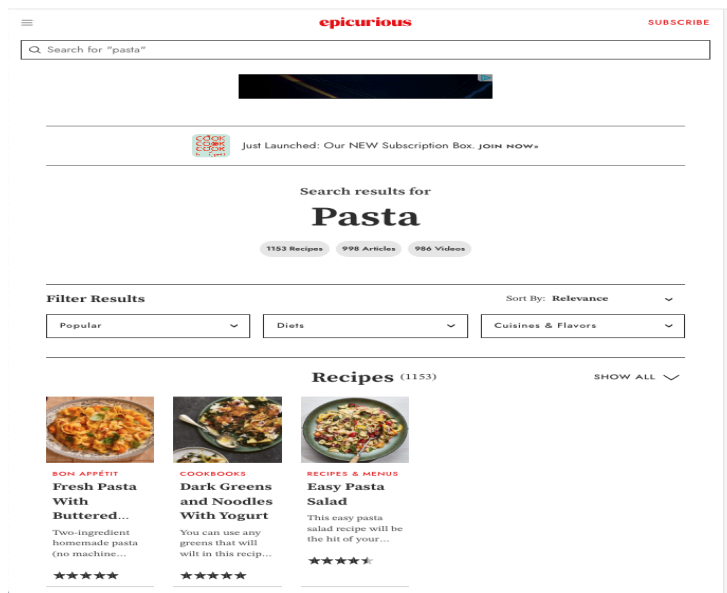 epicurious
SUBSCRIBE
Search for "pasta"
COOK
COOK
COOK
Just Launched: Our NEW Subscription Box. JOIN NOW»
Search results for
Pasta
1153 Recipes 998 Articles 986 Videos
Filter Results
Sort By: Relevance
Popular
Diets
Cuisines & Flavors
Recipes (1153)
SHOW ALL
BON APPÉTIT
Fresh Pasta
With
Buttered...
Two-ingredient
homemade pasta
(no machine...
COOKBOOKS
Dark Greens
and Noodles
With Yogurt
You can use any
greens that will
wilt in this recip...
RECIPES & MENUS
Easy Pasta
Salad
This easy pasta
salad recipe will be
the hit of your...